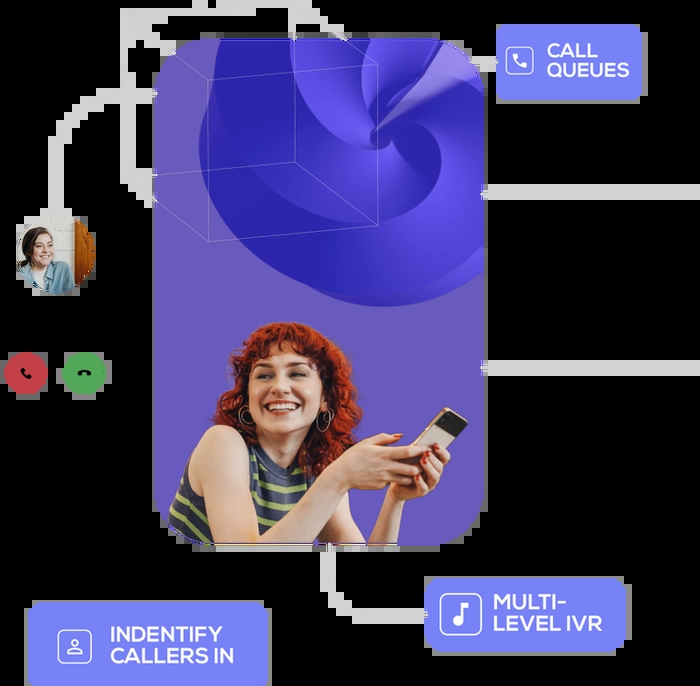 CALL
QUEUES
MULTI-
LEVEL IVR
INDENTIFY
CALLERS IN